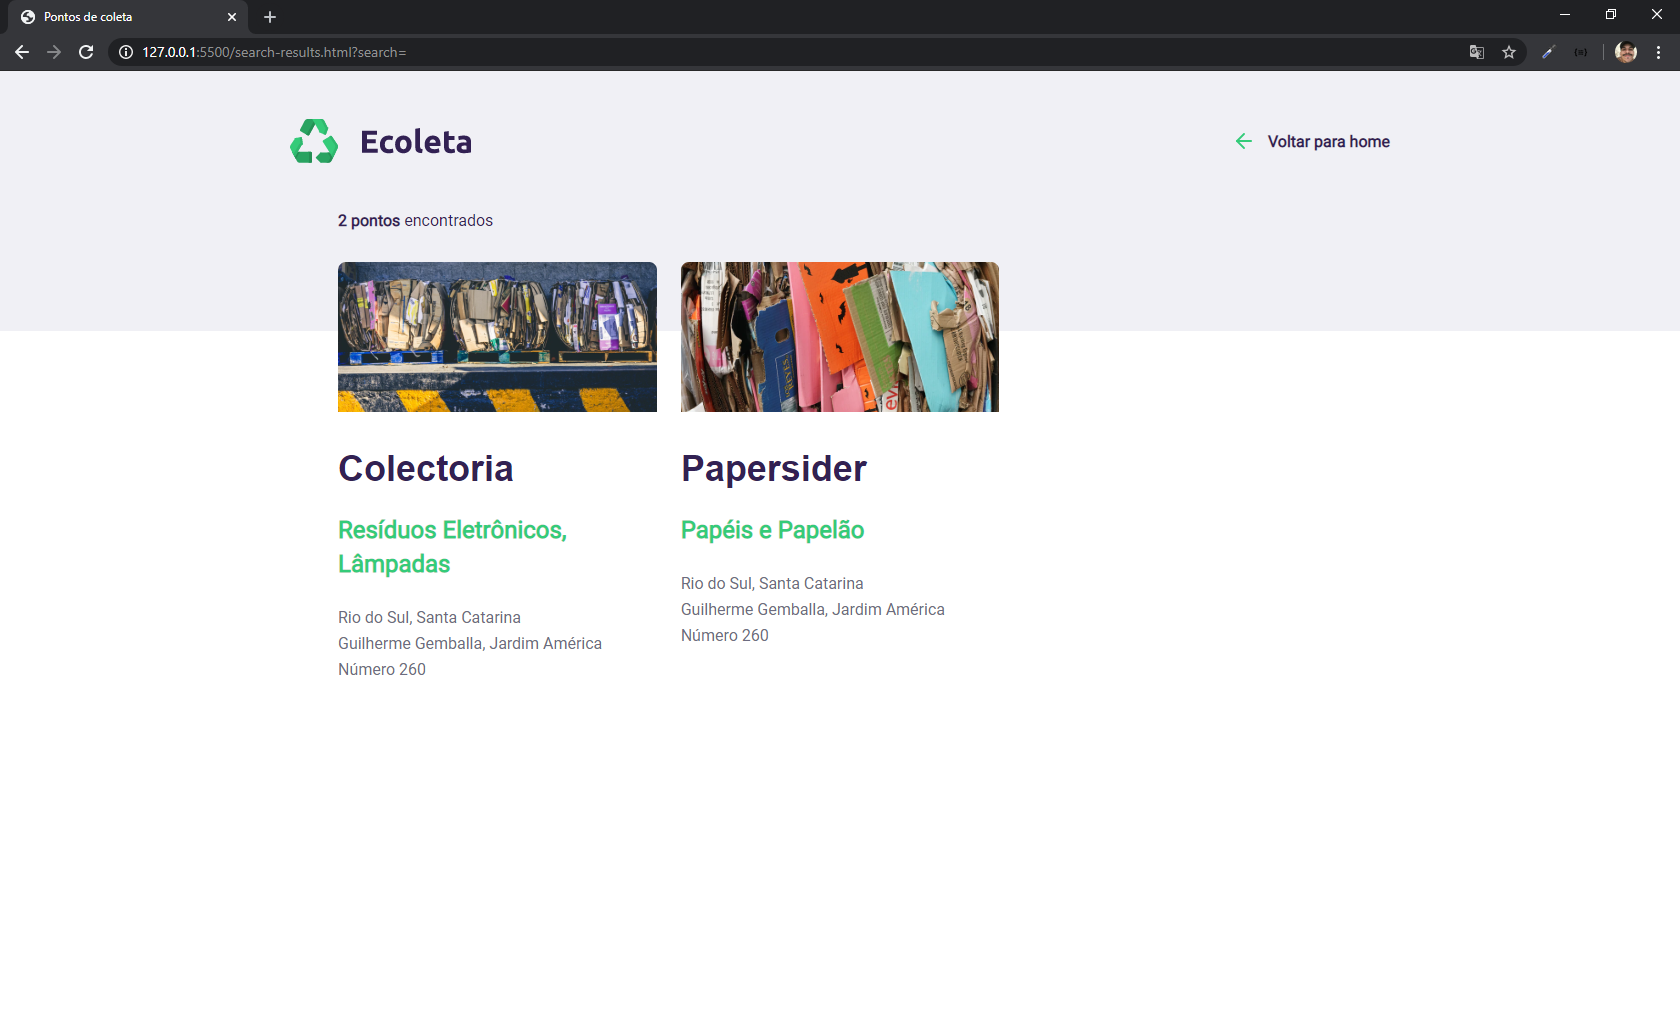 Pontos de coleta
127.0.0.1:5500/search-results.html?search=
Ecoleta
Voltar para home
2 pontos encontrados
Colectoria
Resíduos Eletrônicos,
Lâmpadas
Rio do Sul, Santa Catarina
Guilherme Gemballa, Jardim América
Número 260
Papersider
Papéis e Papelão
Rio do Sul, Santa Catarina
Guilherme Gemballa, Jardim América
Número 260